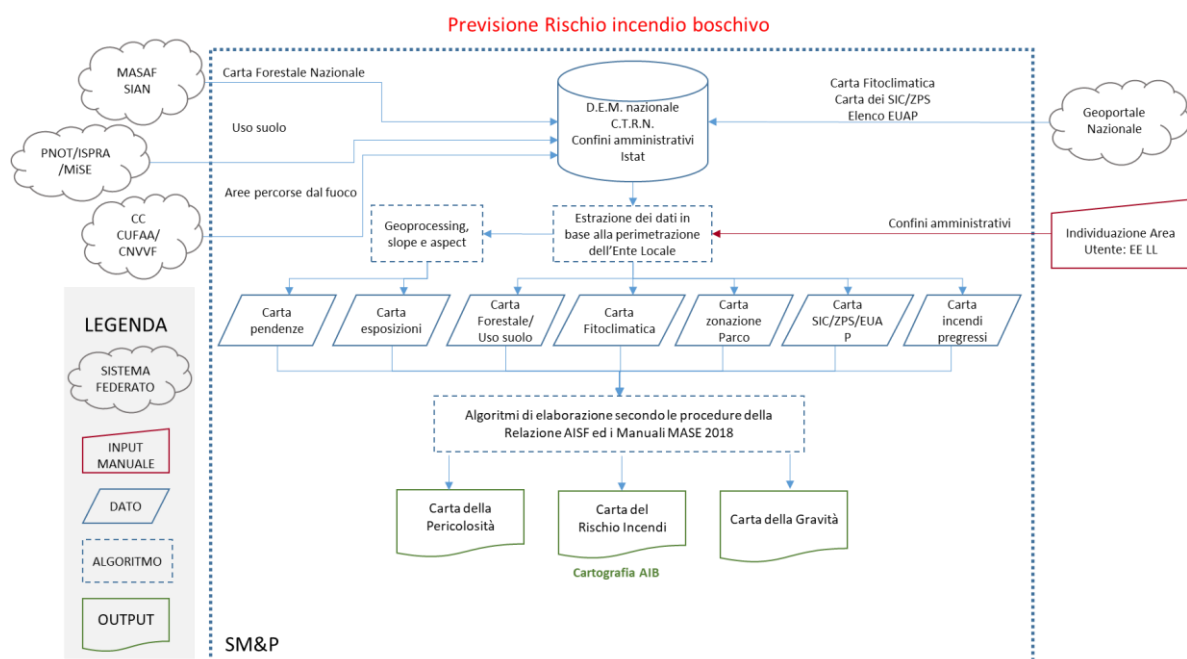 Previsione Rischio incendio boschivo
MASAF
SIAN
Carta Forestale Nazionale
PNOT/ISPRA
/MiSE
Uso suolo
CC
CUFAA/
CNVVF
Aree percorse dal fuoco
D.E.M. nazionale
C.T.R.N.
Confini amministrativi
Istat
Carta Fitoclimatica
Carta dei SIC/ZPS
Elenco EUAP
Geoportale
Nazionale
Geoprocessing,
slope e aspect
Estrazione dei dati in
base alla perimetrazione
dell'Ente Locale
Confini amministrativi
Individuazione Area
Utente: EE LL
Carta
pendenze
Carta
esposizioni
Carta
Forestale/
Uso suolo
Carta
Fitoclimatica
Carta
zonazione
Parco
Carta
SIC/ZPS/EUA
P
Carta
incendi
pregressi
Algoritmi di elaborazione secondo le procedure della
Relazione AISF ed i Manuali MASE 2018
Carta della
Pericolosità
Carta del
Rischio Incendi
Carta della Gravità
Cartografia AIB
LEGENDA
SISTEMA
FEDERATO
INPUT
MANUALE
DATO
ALGORITMO
OUTPUT
SM&P